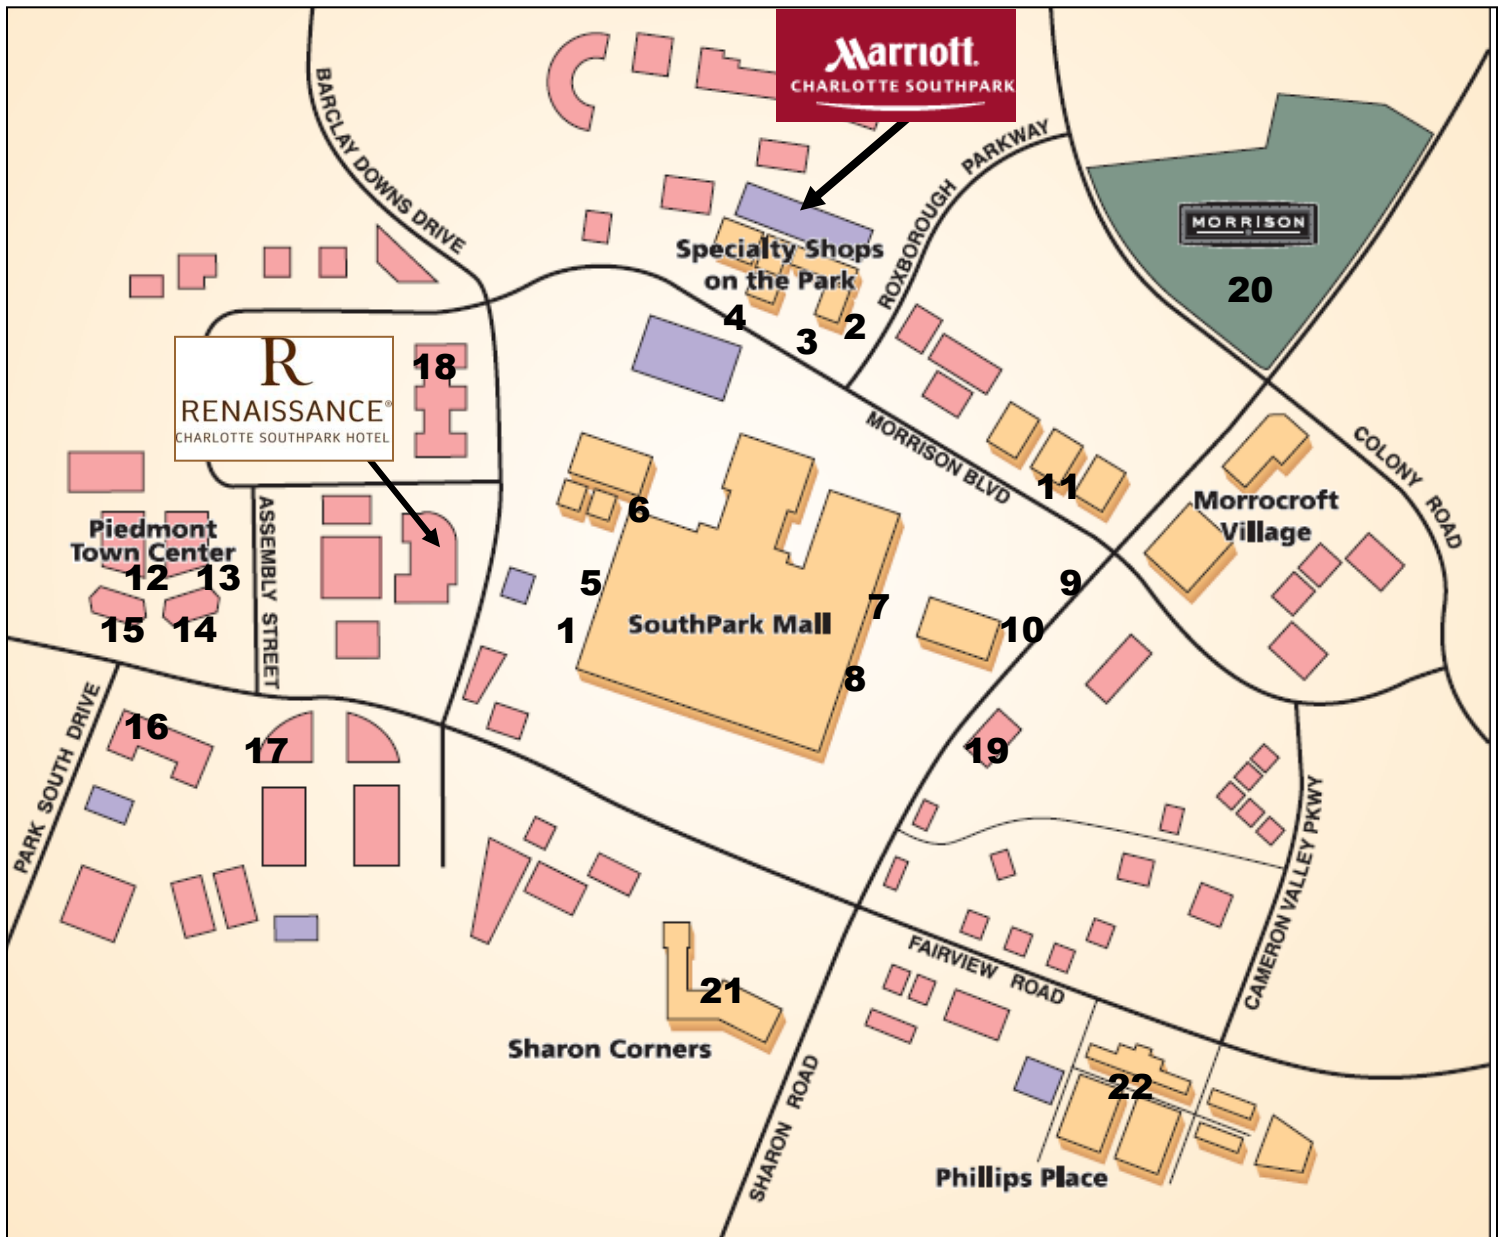 Marriott.
CHARLOTTE SOUTHPARK
BARCLAY DOWNS DRIVE
ROXBOROUGH PARKWAY
MORRISON
20
Specialty Shops
on the Park
4
3
2
R
RENAISSANCE®
CHARLOTTE SOUTHPARK HOTEL
18
MORRISON BLVD
COLONY ROAD
11
Morrocroft
Village
6
ASSEMBLY STREET
Piedmont
Town Center
12
13
15
14
5
1
SouthPark Mall
7
8
9
10
PARK SOUTH DRIVE
16
17
19
CAMERON VALLEY PKWY
FAIRVIEW ROAD
21
Sharon Corners
SHARON ROAD
22
Phillips Place